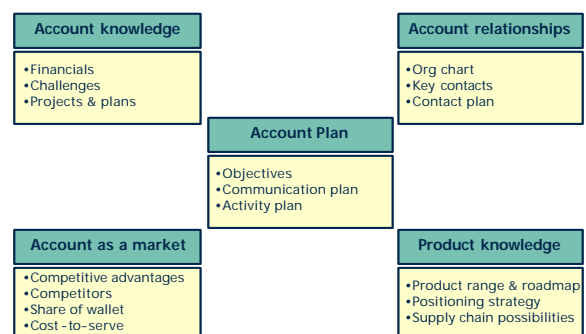 Account knowledge
•Financials
•Challenges
•Projects & plans
Account relationships
•Org chart
•Key contacts
•Contact plan
Account Plan
•Objectives
•Communication plan
•Activity plan
Account as a market
•Competitive advantages
•Competitors
•Share of wallet
•Cost-to-serve
Product knowledge
•Product range & roadmap
•Positioning strategy
•Supply chain possibilities